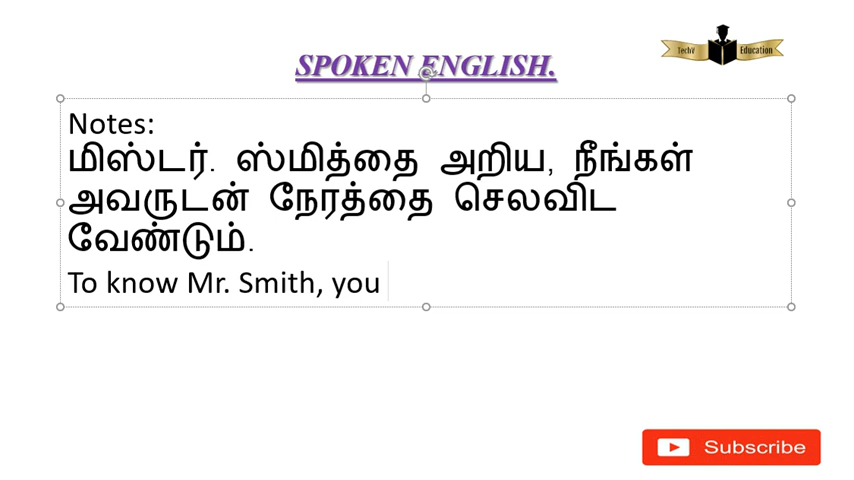 SPOKEN ENGLISH.
TechV Education
Notes:
மிஸ்டர். ஸ்மித்தை அறிய, நீங்கள்
அவருடன் நேரத்தை செலவிட
வேண்டும்.
To know Mr. Smith, you
Subscribe